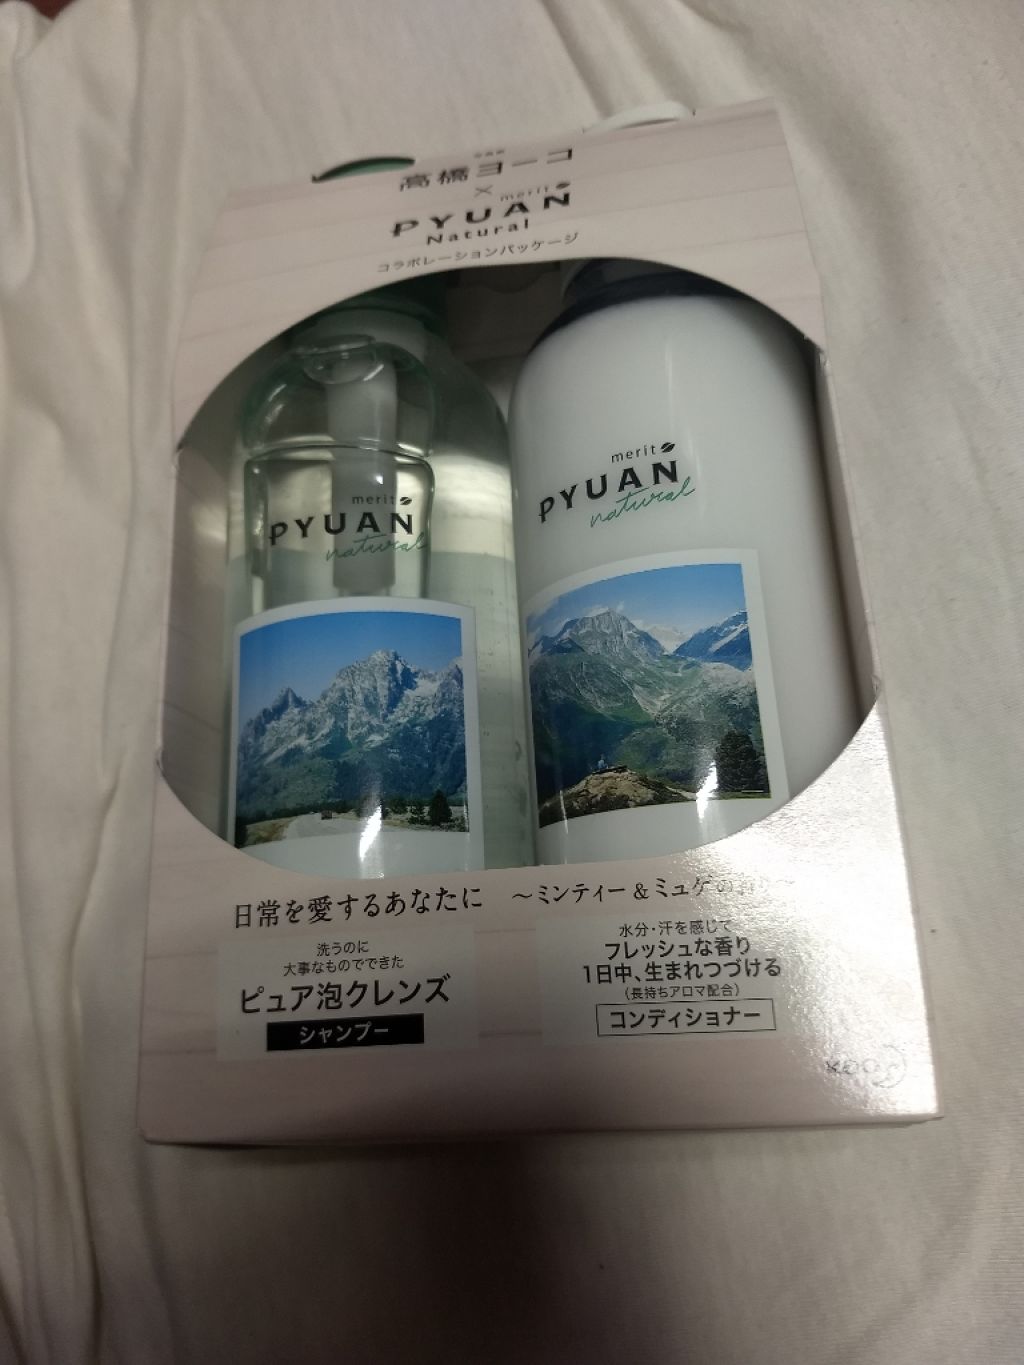 高橋ヨーコ
×
merit
PYUAN
Natural
コラボレーションパッケージ
merit
PYUAN
natural
merit
PYUAN
natural
日常を愛するあなたに ～ミンティー＆ミュゲの香り～
洗うのに
大事なものでできた
ピュア泡クレンズ
シャンプー
水分・汗を感じて
フレッシュな香り
1日中、生まれつづける
(長持ちアロマ配合)
コンディショナー
KAO